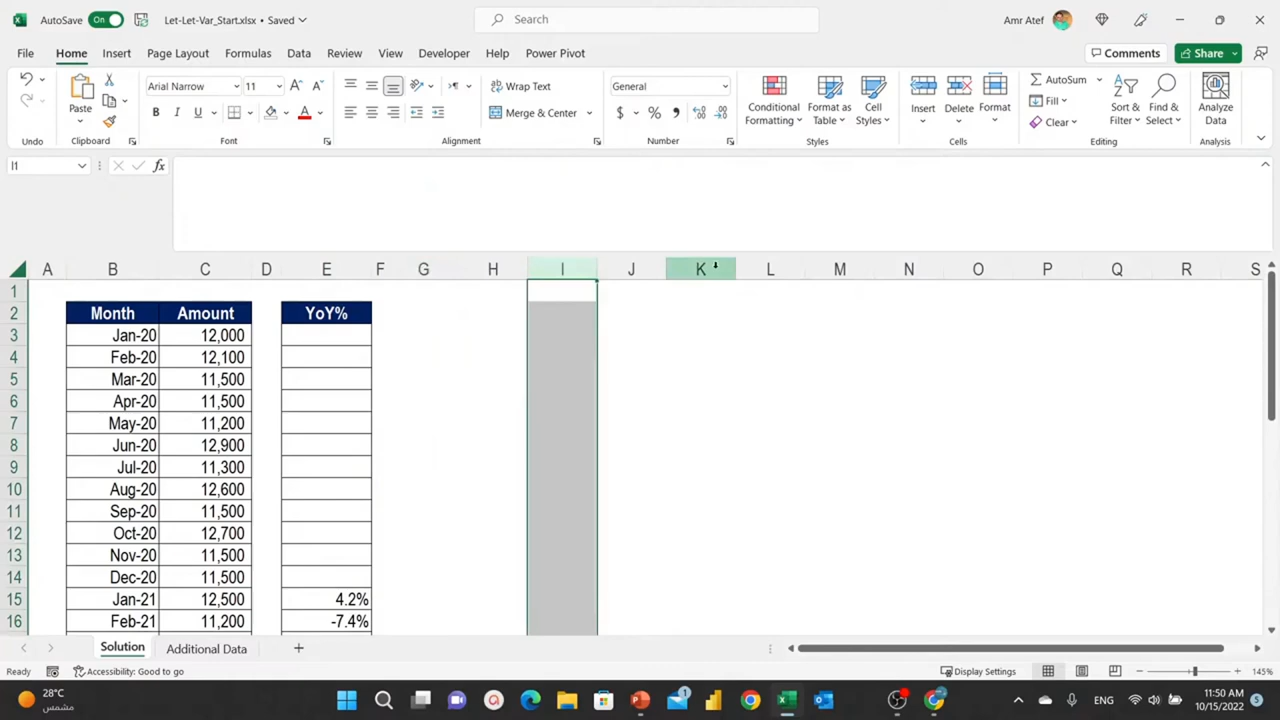 AutoSave On Let-Let-Var_Start.xlsx • Saved Search Amr Atef
File Home Insert Page Layout Formulas Data Review View Developer Help Power Pivot Comments Share
Paste Arial Narrow 11 Wrap Text General Conditional Formatting Format as Table Cell Styles Insert Delete Format AutoSum Sort & Filter Find & Select Analyze Data
B I U A Merge & Center $ % , Fill
Clear
Undo Clipboard Font Alignment Number Styles Cells Editing Analysis
I1 fx
A B C D E F G H I J K L M N O P Q R S
1
2 Month Amount YoY%
3 Jan-20 12,000
4 Feb-20 12,100
5 Mar-20 11,500
6 Apr-20 11,500
7 May-20 11,200
8 Jun-20 12,900
9 Jul-20 11,300
10 Aug-20 12,600
11 Sep-20 11,500
12 Oct-20 12,700
13 Nov-20 11,500
14 Dec-20 11,500
15 Jan-21 12,500 4.2%
16 Feb-21 11,200 -7.4%
Solution Additional Data
Ready Accessibility: Good to go Display Settings 145%
28°C ENG 11:50 AM
مشمس 10/15/2022